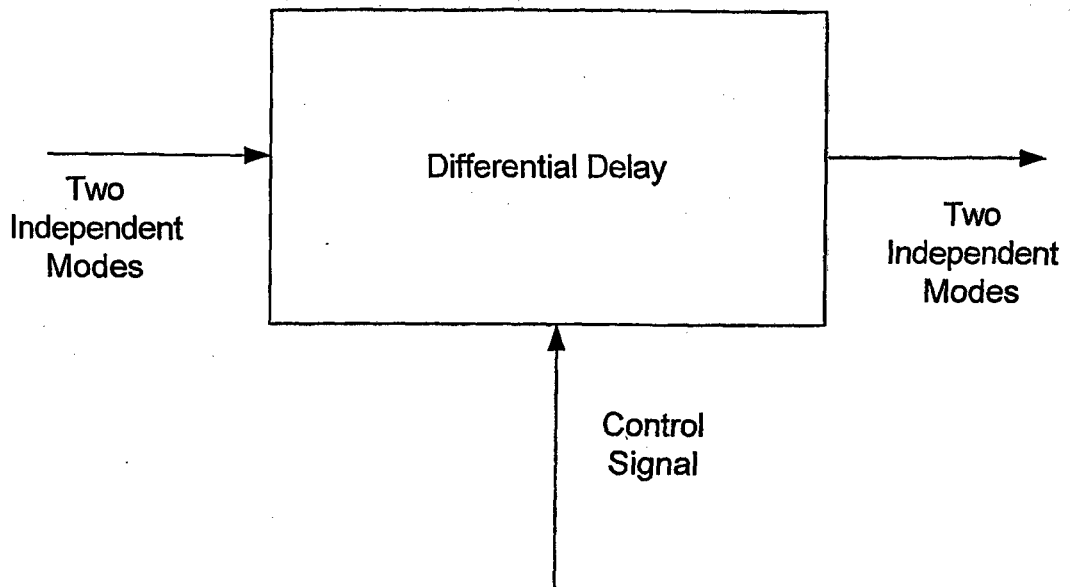 Differential Delay
Two
Independent
Modes
Two
Independent
Modes
Control
Signal